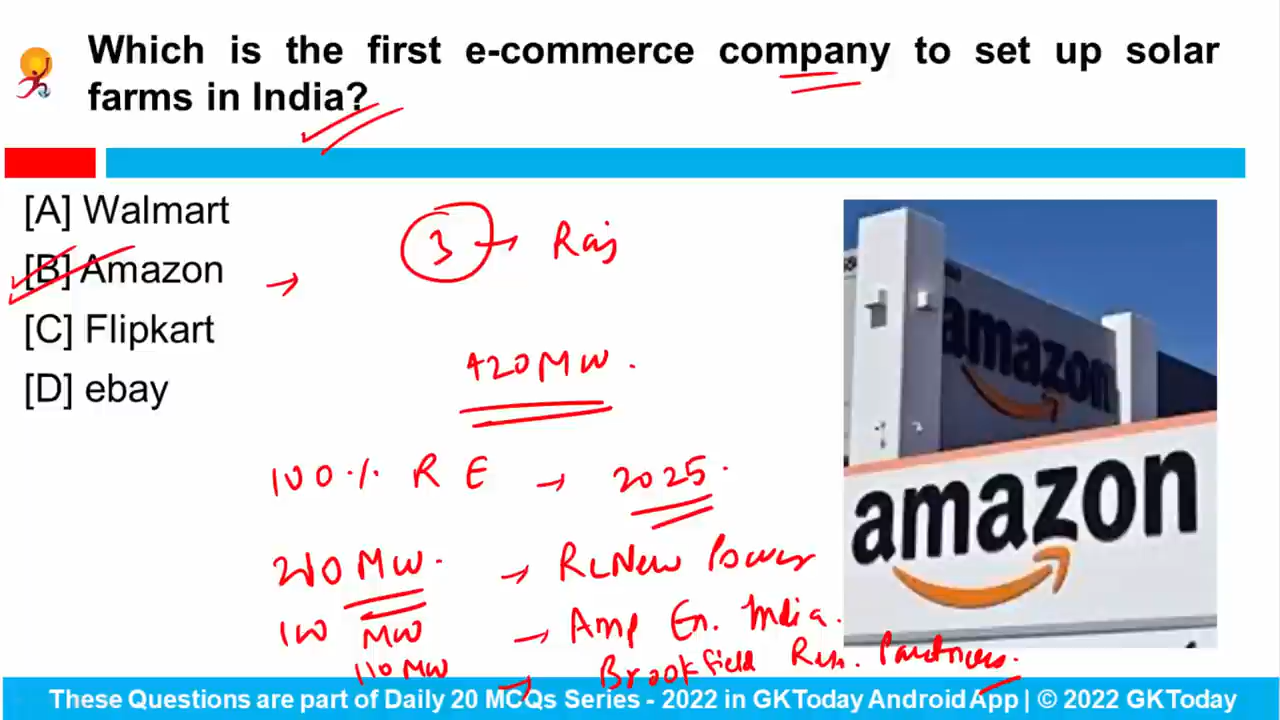 Which is the first e-commerce company to set up solar
farms in India?
[A] Walmart
[B] Amazon
[C] Flipkart
[D] ebay
3 → Raj
420 MW.
100·/· R E → 2025.
210 MW. → ReNew Power
100 MW → Amp En. India.
110 MW → Brookfield Ren. Partners.
amazon
amazon
These Questions are part of Daily 20 MCQs Series - 2022 in GKToday Android App | © 2022 GKToday